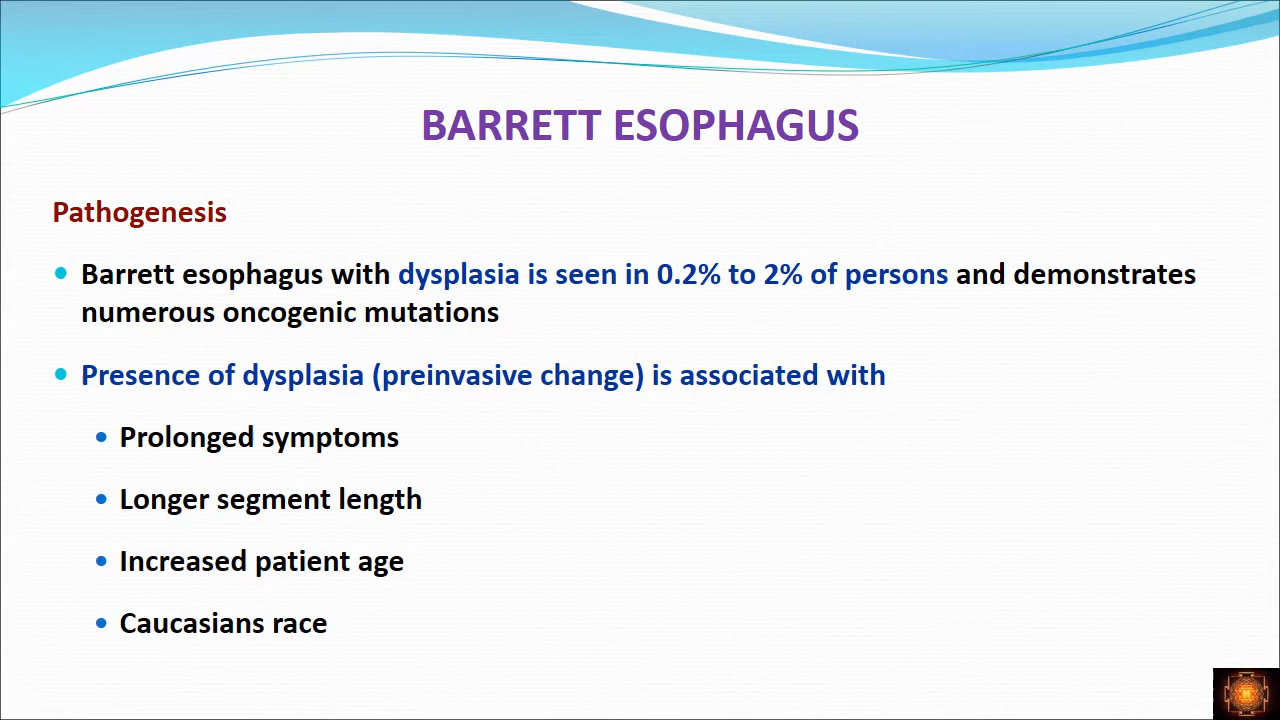 BARRETT ESOPHAGUS
Pathogenesis
• Barrett esophagus with dysplasia is seen in 0.2% to 2% of persons and demonstrates
numerous oncogenic mutations
• Presence of dysplasia (preinvasive change) is associated with
• Prolonged symptoms
• Longer segment length
• Increased patient age
• Caucasians race